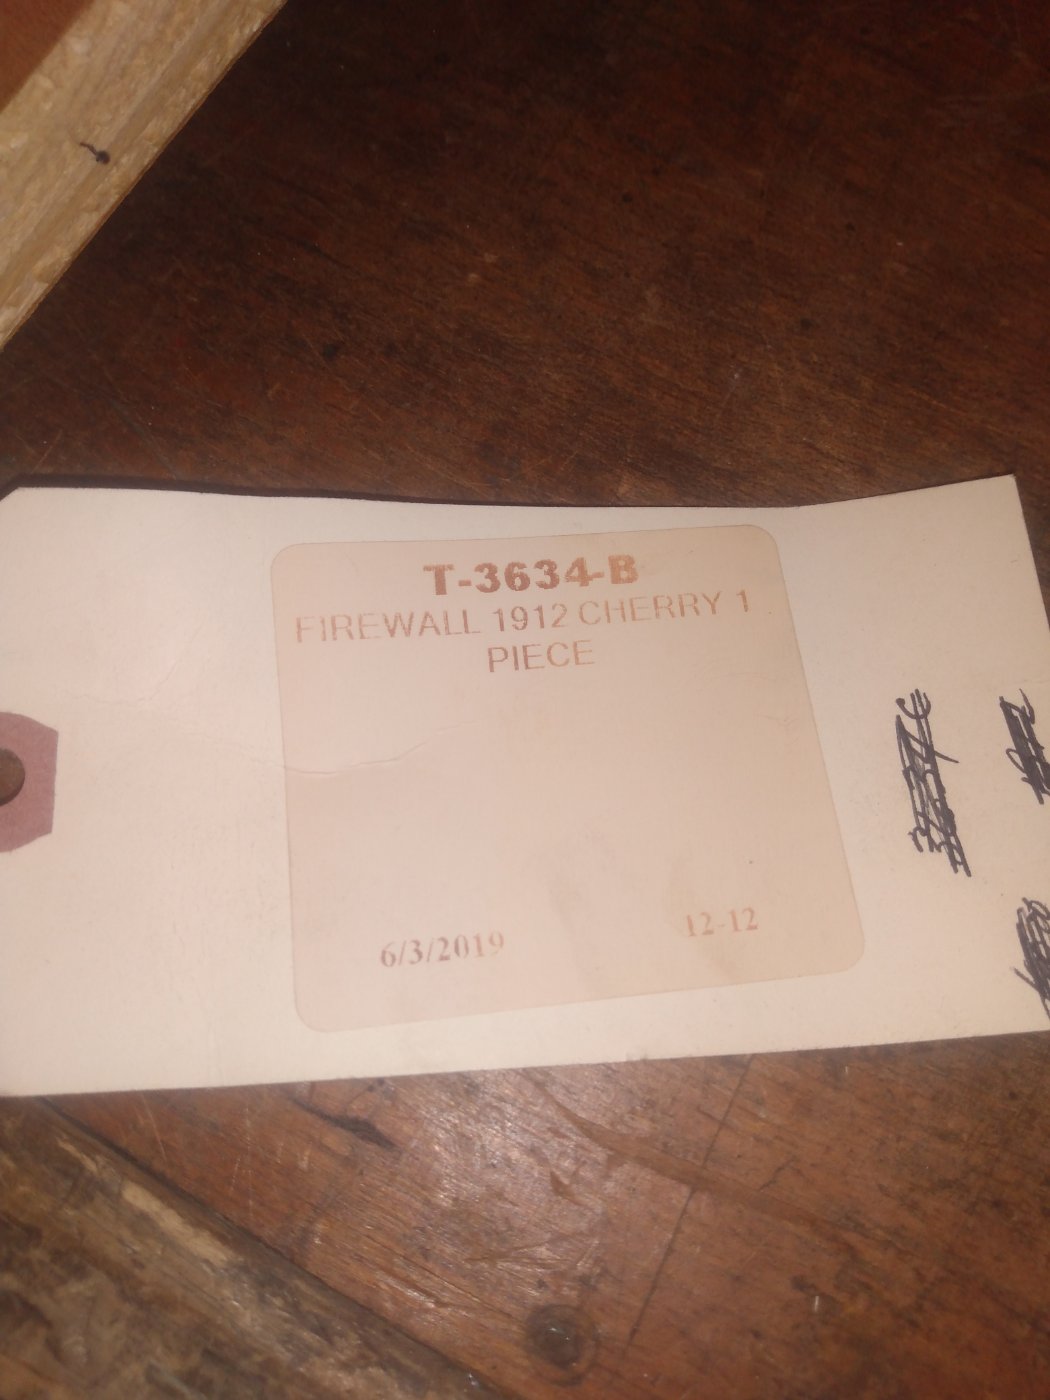 T-3634-B
FIREWALL 1912 CHERRY 1
PIECE
6/3/2019
12-12